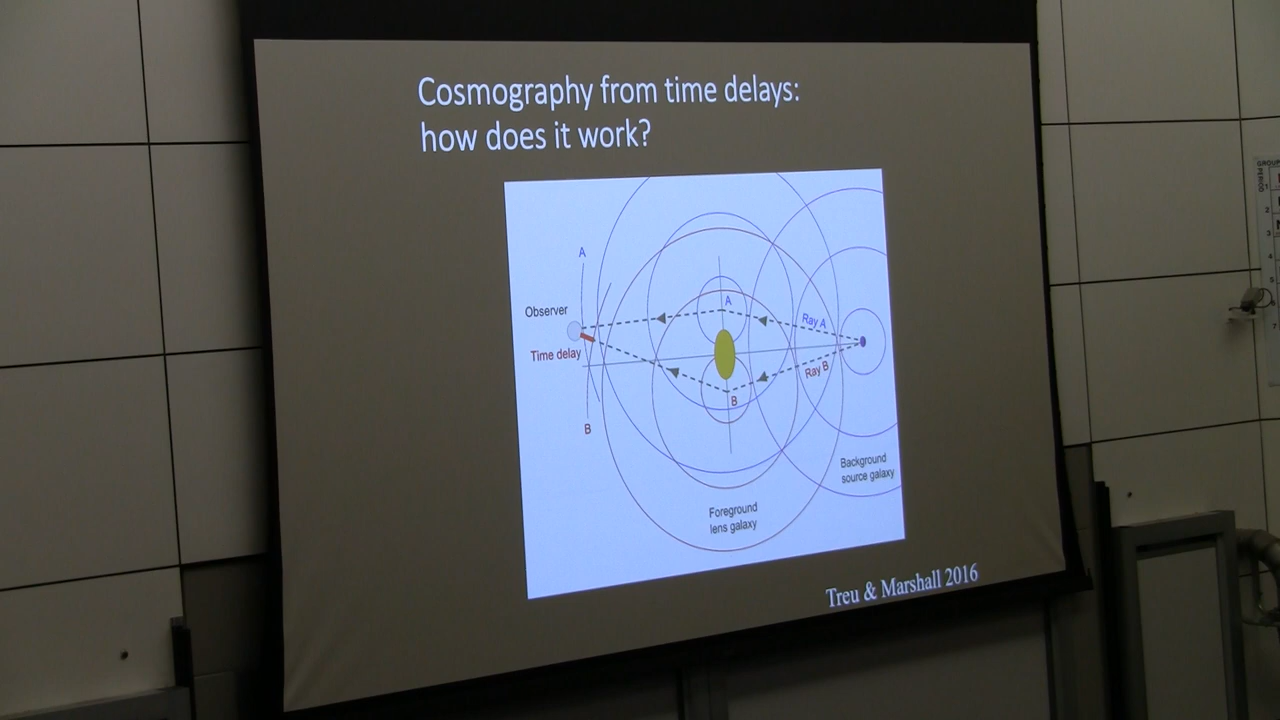 Cosmography from time delays:
how does it work?
A
Observer
Time delay
B
A
Ray A
Ray B
B
Background
source galaxy
Foreground
lens galaxy
Treu & Marshall 2016